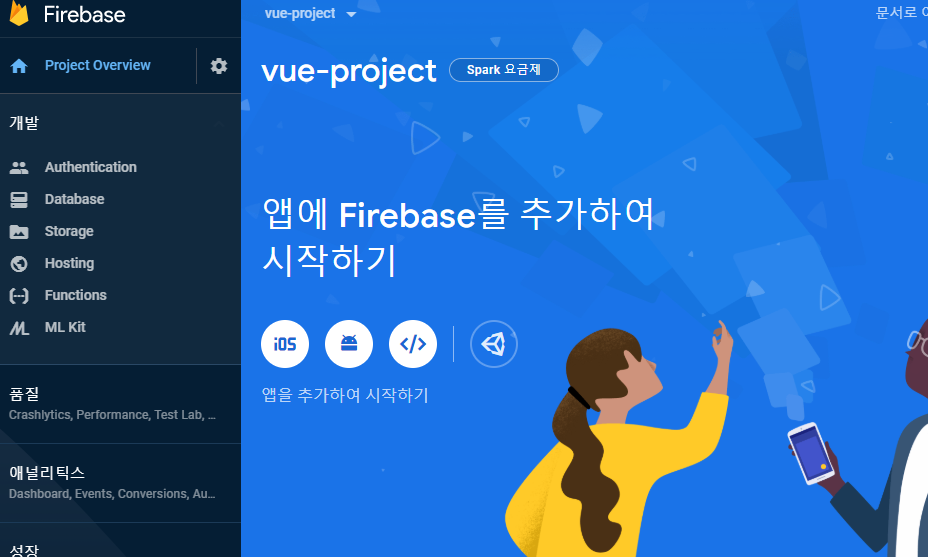 Firebase
Project Overview
개발
Authentication
Database
Storage
Hosting
Functions
ML Kit
품질
Crashlytics, Performance, Test Lab, ...
애널리틱스
Dashboard, Events, Conversions, Au...
성장
vue-project
문서로
vue-project
Spark 요금제
앱에 Firebase를 추가하여
시작하기
iOS
앱을 추가하여 시작하기